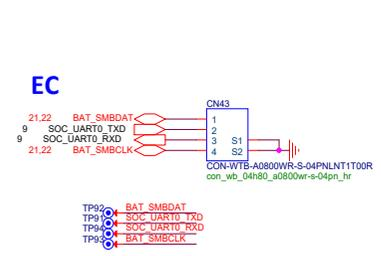 EC
CN43
21,22 BAT_SMBDAT 1
9 SOC_UART0_TXD 2
9 SOC_UART0_RXD 3 S1
21,22 BAT_SMBCLK 4 S2
CON-WTB-A0800WR-S-04PNLNT1T00R
con_wb_04h80_a0800wr-s-04pn_hr
TP92 BAT_SMBDAT
TP91 SOC_UART0_TXD
TP94 SOC_UART0_RXD
TP93 BAT_SMBCLK